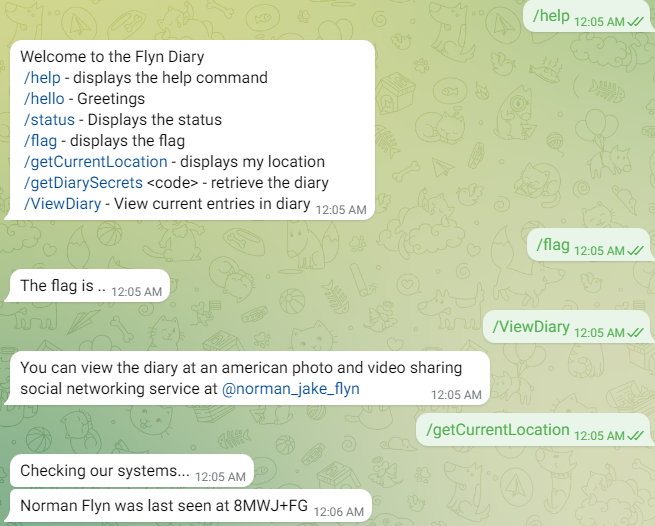 /help 12:05 AM
Welcome to the Flyn Diary
/help - displays the help command
/hello - Greetings
/status - Displays the status
/flag - displays the flag
/getCurrentLocation - displays my location
/getDiarySecrets <code> - retrieve the diary
/ViewDiary - View current entries in diary 12:05 AM
/flag 12:05 AM
The flag is .. 12:05 AM
/ViewDiary 12:05 AM
You can view the diary at an american photo and video sharing
social networking service at @norman_jake_flyn 12:05 AM
/getCurrentLocation 12:05 AM
Checking our systems... 12:05 AM
Norman Flyn was last seen at 8MWJ+FG 12:06 AM